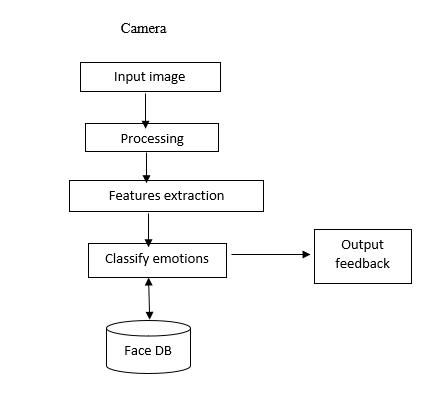 Camera
Input image
Processing
Features extraction
Classify emotions
Output
feedback
Face DB